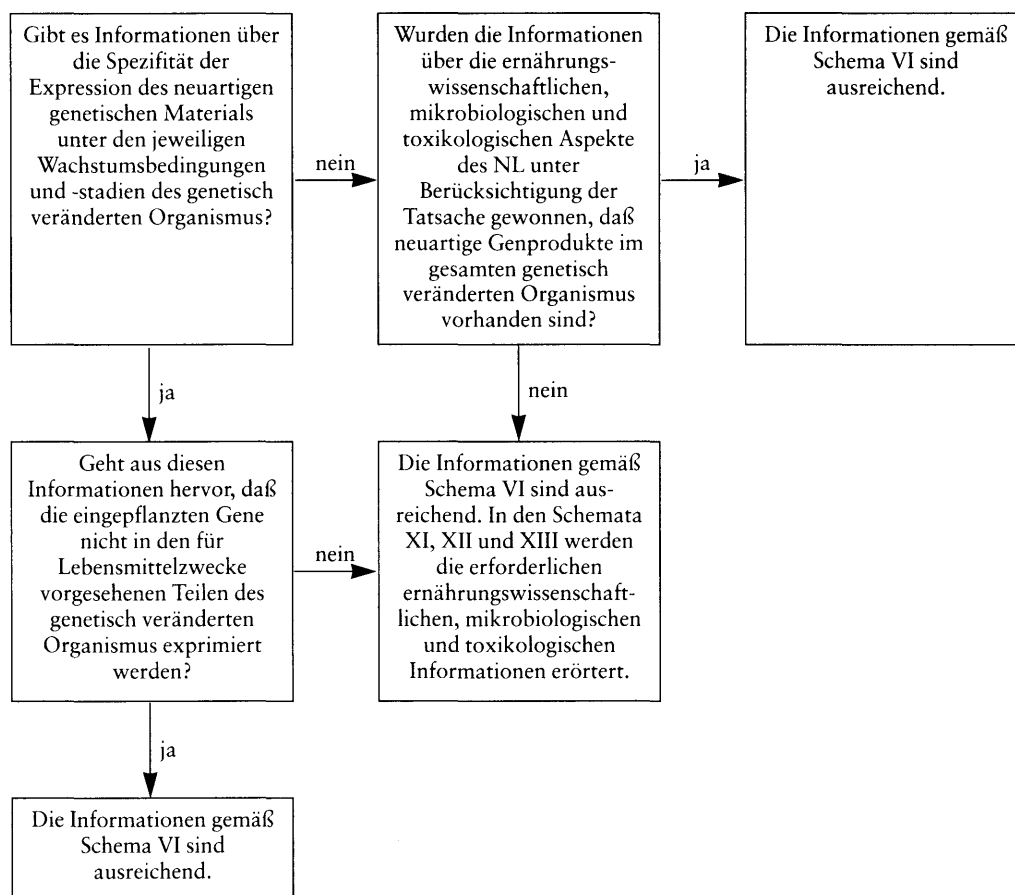 Gibt es Informationen über
die Spezifität der
Expression des neuartigen
genetischen Materials
unter den jeweiligen
Wachstumsbedingungen
und -stadien des genetisch
veränderten Organismus?
nein
Wurden die Informationen
über die ernährungs-
wissenschaftlichen,
mikrobiologischen und
toxikologischen Aspekte
des NL unter
Berücksichtigung der
Tatsache gewonnen, daß
neuartige Genprodukte im
gesamten genetisch
veränderten Organismus
vorhanden sind?
ja
Die Informationen gemäß
Schema VI sind
ausreichend.
ja
nein
Geht aus diesen
Informationen hervor, daß
die eingepflanzten Gene
nicht in den für
Lebensmittelzwecke
vorgesehenen Teilen des
genetisch veränderten
Organismus exprimiert
werden?
nein
Die Informationen gemäß
Schema VI sind aus-
reichend. In den Schemata
XI, XII und XIII werden
die erforderlichen
ernährungswissenschaft-
lichen, mikrobiologischen
und toxikologischen
Informationen erörtert.
ja
Die Informationen gemäß
Schema VI sind
ausreichend.